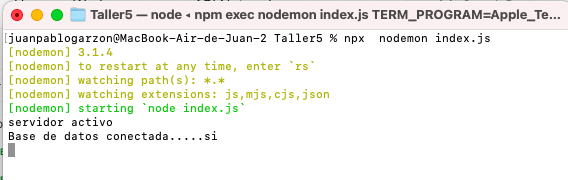 Taller5 — node ◂ npm exec nodemon index.js TERM_PROGRAM=Apple_Te...
[juanpablogarzon@MacBook-Air-de-Juan-2 Taller5 % npx  nodemon index.js
[nodemon] 3.1.4
[nodemon] to restart at any time, enter `rs`
[nodemon] watching path(s): *.*
[nodemon] watching extensions: js,mjs,cjs,json
[nodemon] starting `node index.js`
servidor activo
Base de datos conectada.....si